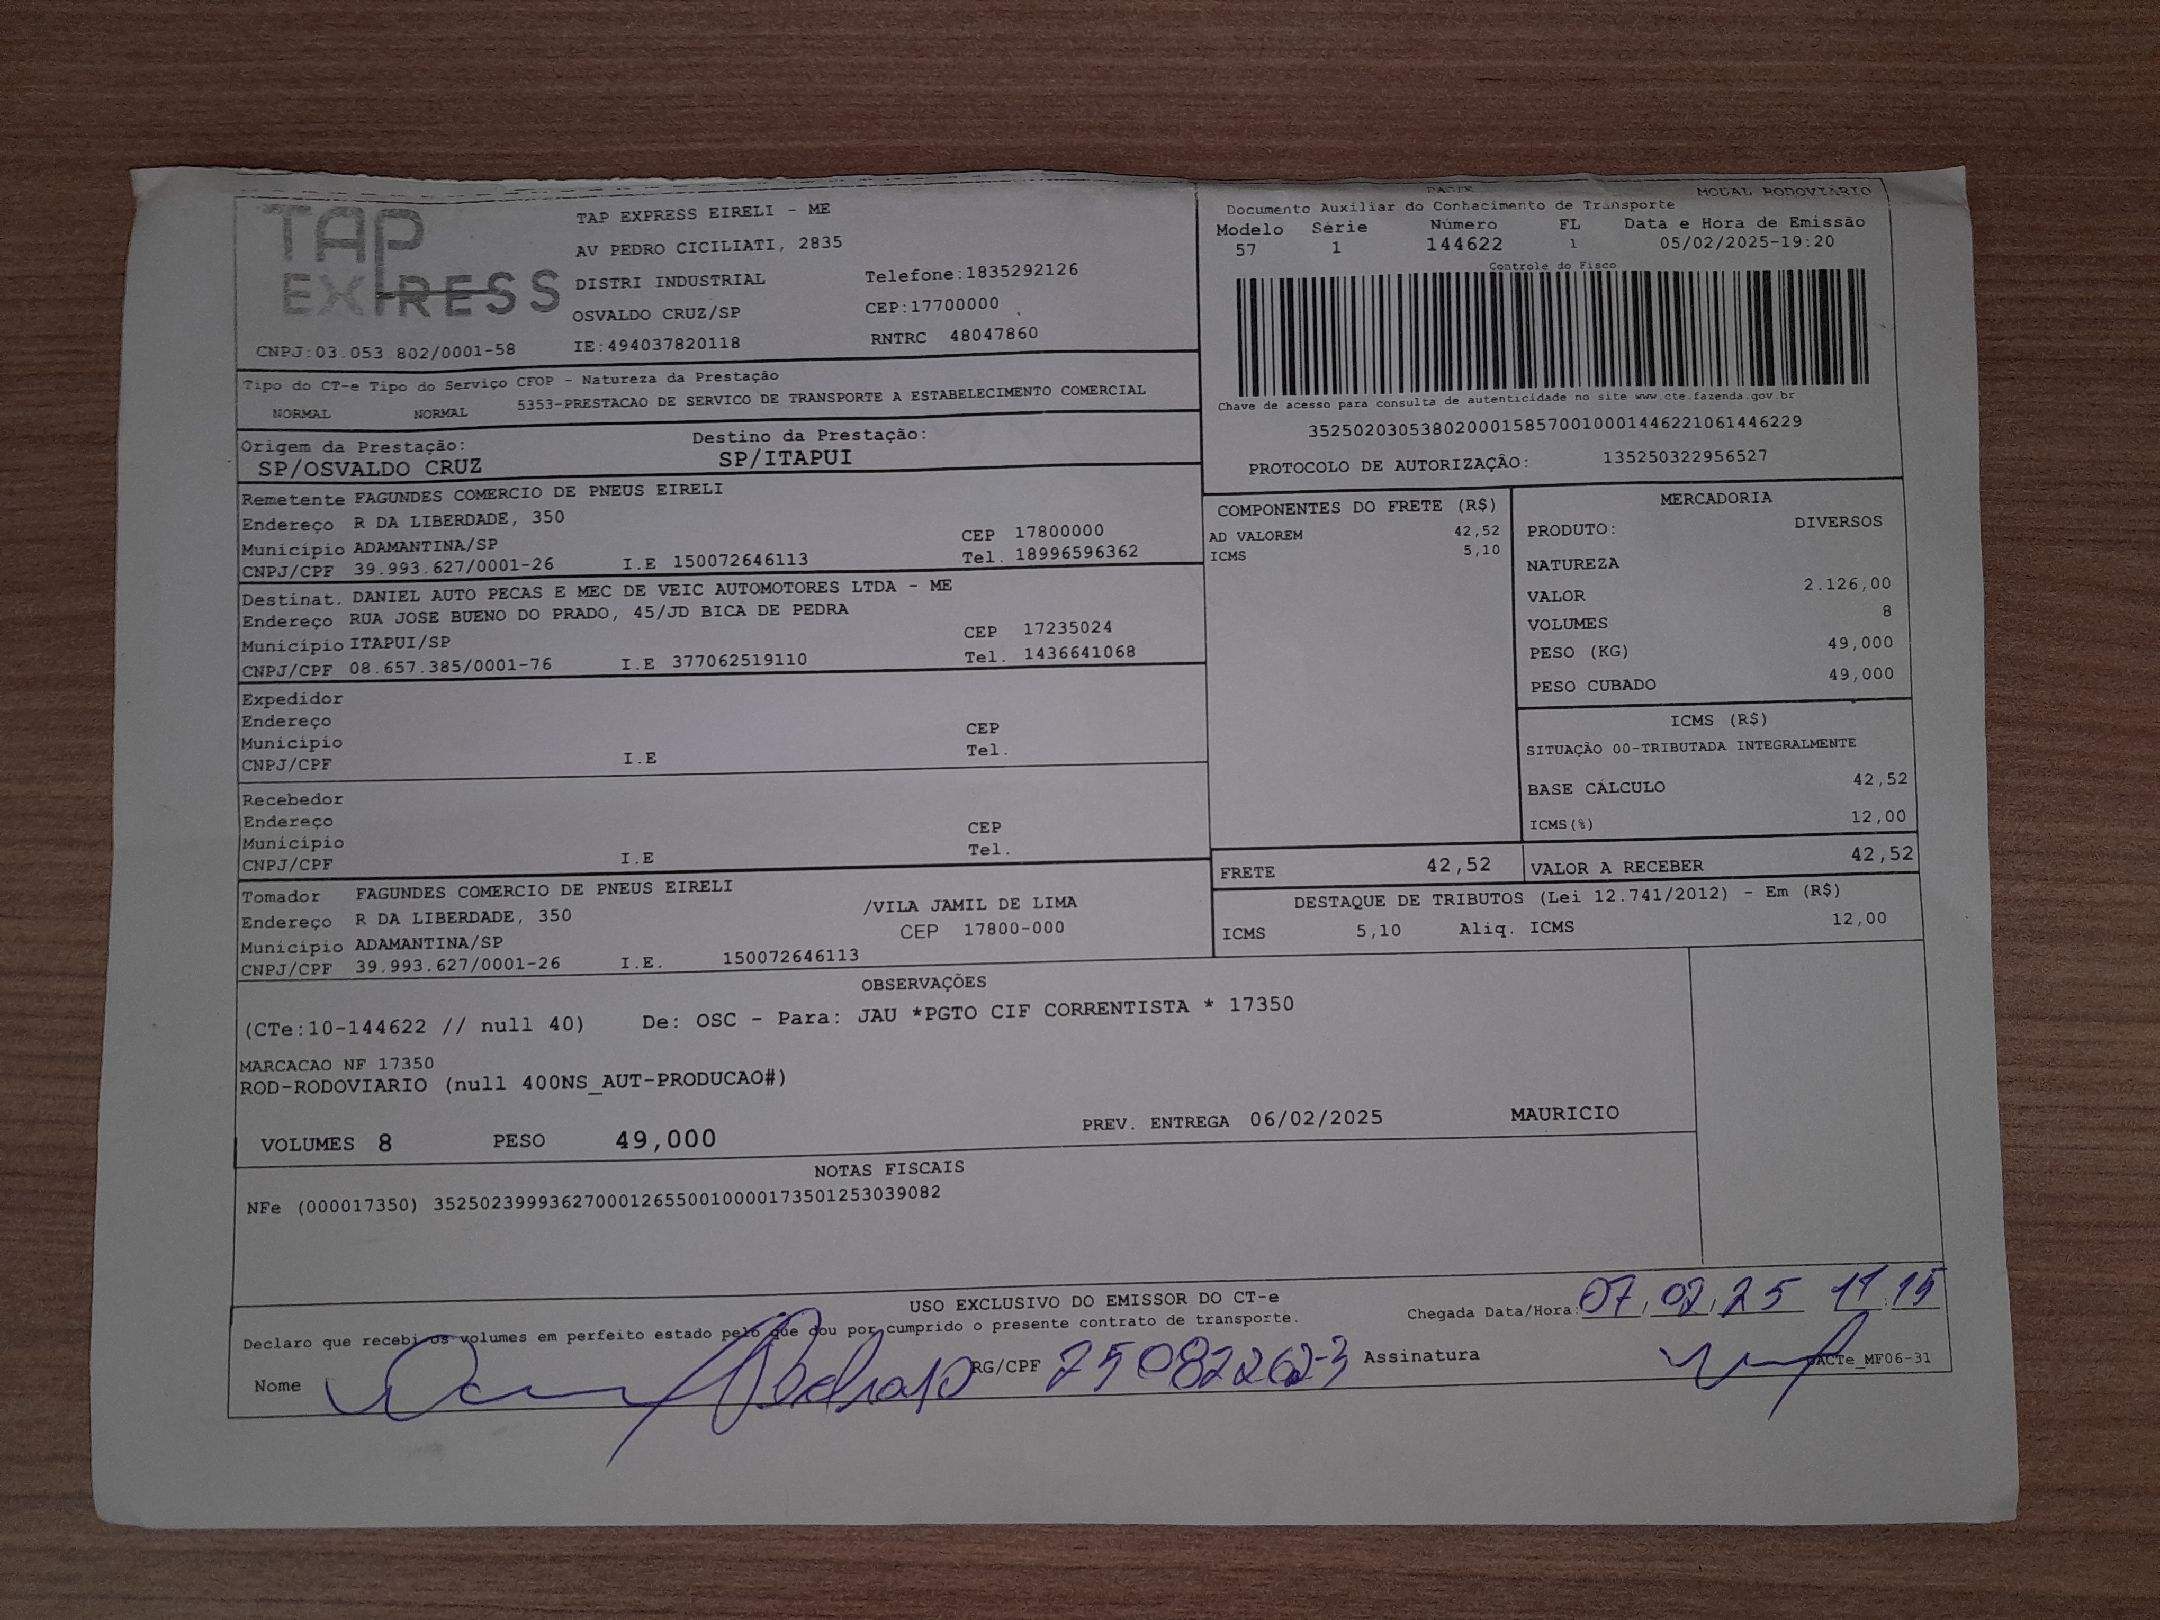 TAP
EXPRESS
CNPJ:03.053 802/0001-58
TAP EXPRESS EIRELI - ME
AV PEDRO CICILIATI, 2835
DISTRI INDUSTRIAL Telefone:1835292126
OSVALDO CRUZ/SP CEP:17700000
IE:494037820118 RNTRC 48047860
DACTE MODAL RODOVIARIO
Documento Auxiliar do Conhecimento de Transporte
Modelo Série Número FL Data e Hora de Emissão
57 1 144622 1 05/02/2025-19:20
Controle do Fisco
Chave de acesso para consulta de autenticidade no site www.cte.fazenda.gov.br
35250203053802000158570010001446221061446229
PROTOCOLO DE AUTORIZAÇÃO: 135250322956527
Tipo do CT-e Tipo do Serviço CFOP - Natureza da Prestação
NORMAL NORMAL 5353-PRESTACAO DE SERVICO DE TRANSPORTE A ESTABELECIMENTO COMERCIAL
Origem da Prestação: Destino da Prestação:
SP/OSVALDO CRUZ SP/ITAPUI
Remetente FAGUNDES COMERCIO DE PNEUS EIRELI
Endereço R DA LIBERDADE, 350
Município ADAMANTINA/SP CEP 17800000
CNPJ/CPF 39.993.627/0001-26 I.E 150072646113 Tel. 18996596362
Destinat. DANIEL AUTO PECAS E MEC DE VEIC AUTOMOTORES LTDA - ME
Endereço RUA JOSE BUENO DO PRADO, 45/JD BICA DE PEDRA
Município ITAPUI/SP CEP 17235024
CNPJ/CPF 08.657.385/0001-76 I.E 377062519110 Tel. 1436641068
Expedidor
Endereço
Município CEP
CNPJ/CPF I.E Tel.
Recebedor
Endereço
Município CEP
CNPJ/CPF I.E Tel.
Tomador FAGUNDES COMERCIO DE PNEUS EIRELI
Endereço R DA LIBERDADE, 350 /VILA JAMIL DE LIMA
Município ADAMANTINA/SP CEP 17800-000
CNPJ/CPF 39.993.627/0001-26 I.E. 150072646113
COMPONENTES DO FRETE (R$)
AD VALOREM 42,52
ICMS 5,10
MERCADORIA
PRODUTO: DIVERSOS
NATUREZA
VALOR 2.126,00
VOLUMES 8
PESO (KG) 49,000
PESO CUBADO 49,000
ICMS (R$)
SITUAÇÃO 00-TRIBUTADA INTEGRALMENTE
BASE CÁLCULO 42,52
ICMS(%) 12,00
FRETE 42,52 VALOR A RECEBER 42,52
DESTAQUE DE TRIBUTOS (Lei 12.741/2012) - Em (R$)
ICMS 5,10 Aliq. ICMS 12,00
OBSERVAÇÕES
(CTe:10-144622 // null 40) De: OSC - Para: JAU *PGTO CIF CORRENTISTA * 17350
MARCACAO NF 17350
ROD-RODOVIARIO (null 400NS_AUT-PRODUCAO#)
VOLUMES 8 PESO 49,000 PREV. ENTREGA 06/02/2025 MAURICIO
NOTAS FISCAIS
NFe (000017350) 35250239993627000126550010000173501253039082
USO EXCLUSIVO DO EMISSOR DO CT-e
Declaro que recebi os volumes em perfeito estado pelo que dou por cumprido o presente contrato de transporte.
Chegada Data/Hora: 07, 02, 25 11:15
Nome RG/CPF 25082262-3 Assinatura DACTe_MF06-31